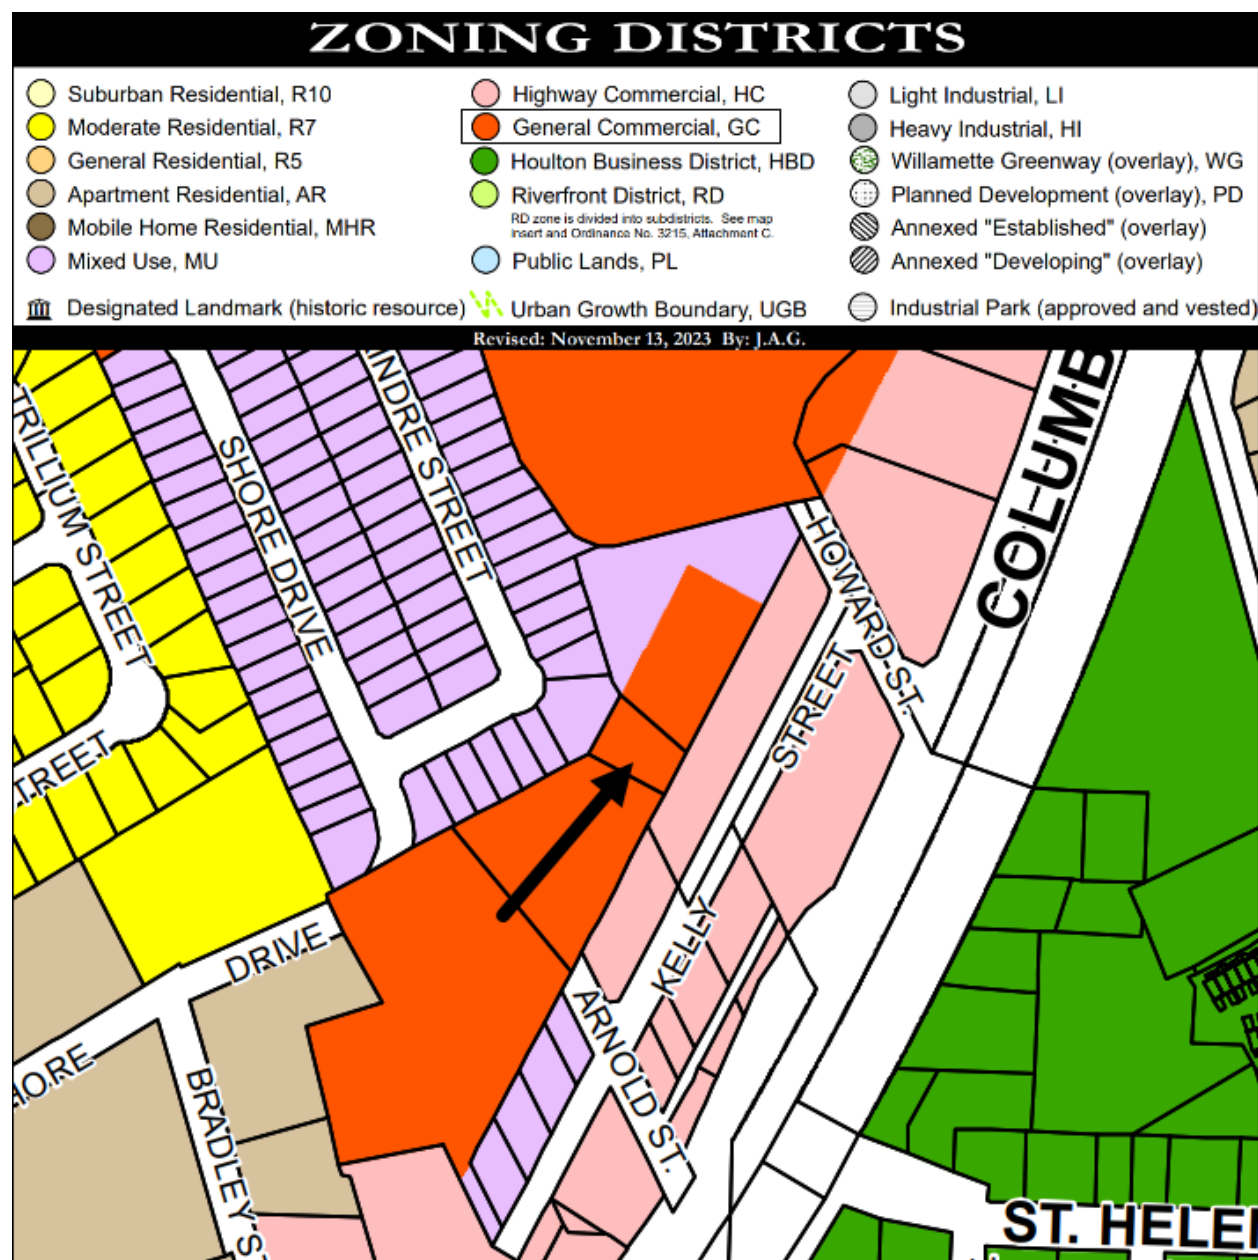 ZONING DISTRICTS
Suburban Residential, R10
Moderate Residential, R7
General Residential, R5
Apartment Residential, AR
Mobile Home Residential, MHR
Mixed Use, MU
Designated Landmark (historic resource)
Highway Commercial, HC
General Commercial, GC
Houlton Business District, HBD
Riverfront District, RD
RD zone is divided into subdistricts. See map
insert and Ordinance No. 3215, Attachment C.
Public Lands, PL
Urban Growth Boundary, UGB
Light Industrial, LI
Heavy Industrial, HI
Willamette Greenway (overlay), WG
Planned Development (overlay), PD
Annexed "Established" (overlay)
Annexed "Developing" (overlay)
Industrial Park (approved and vested)
Revised: November 13, 2023 By: J.A.G.
TRILLIUM STREET
SHORE DRIVE
INDRE STREET
COLUMB
HOWARD ST.
TREET
KELLY STREET
HORE DRIVE
ARNOLD ST.
BRADLEY S
ST. HELE